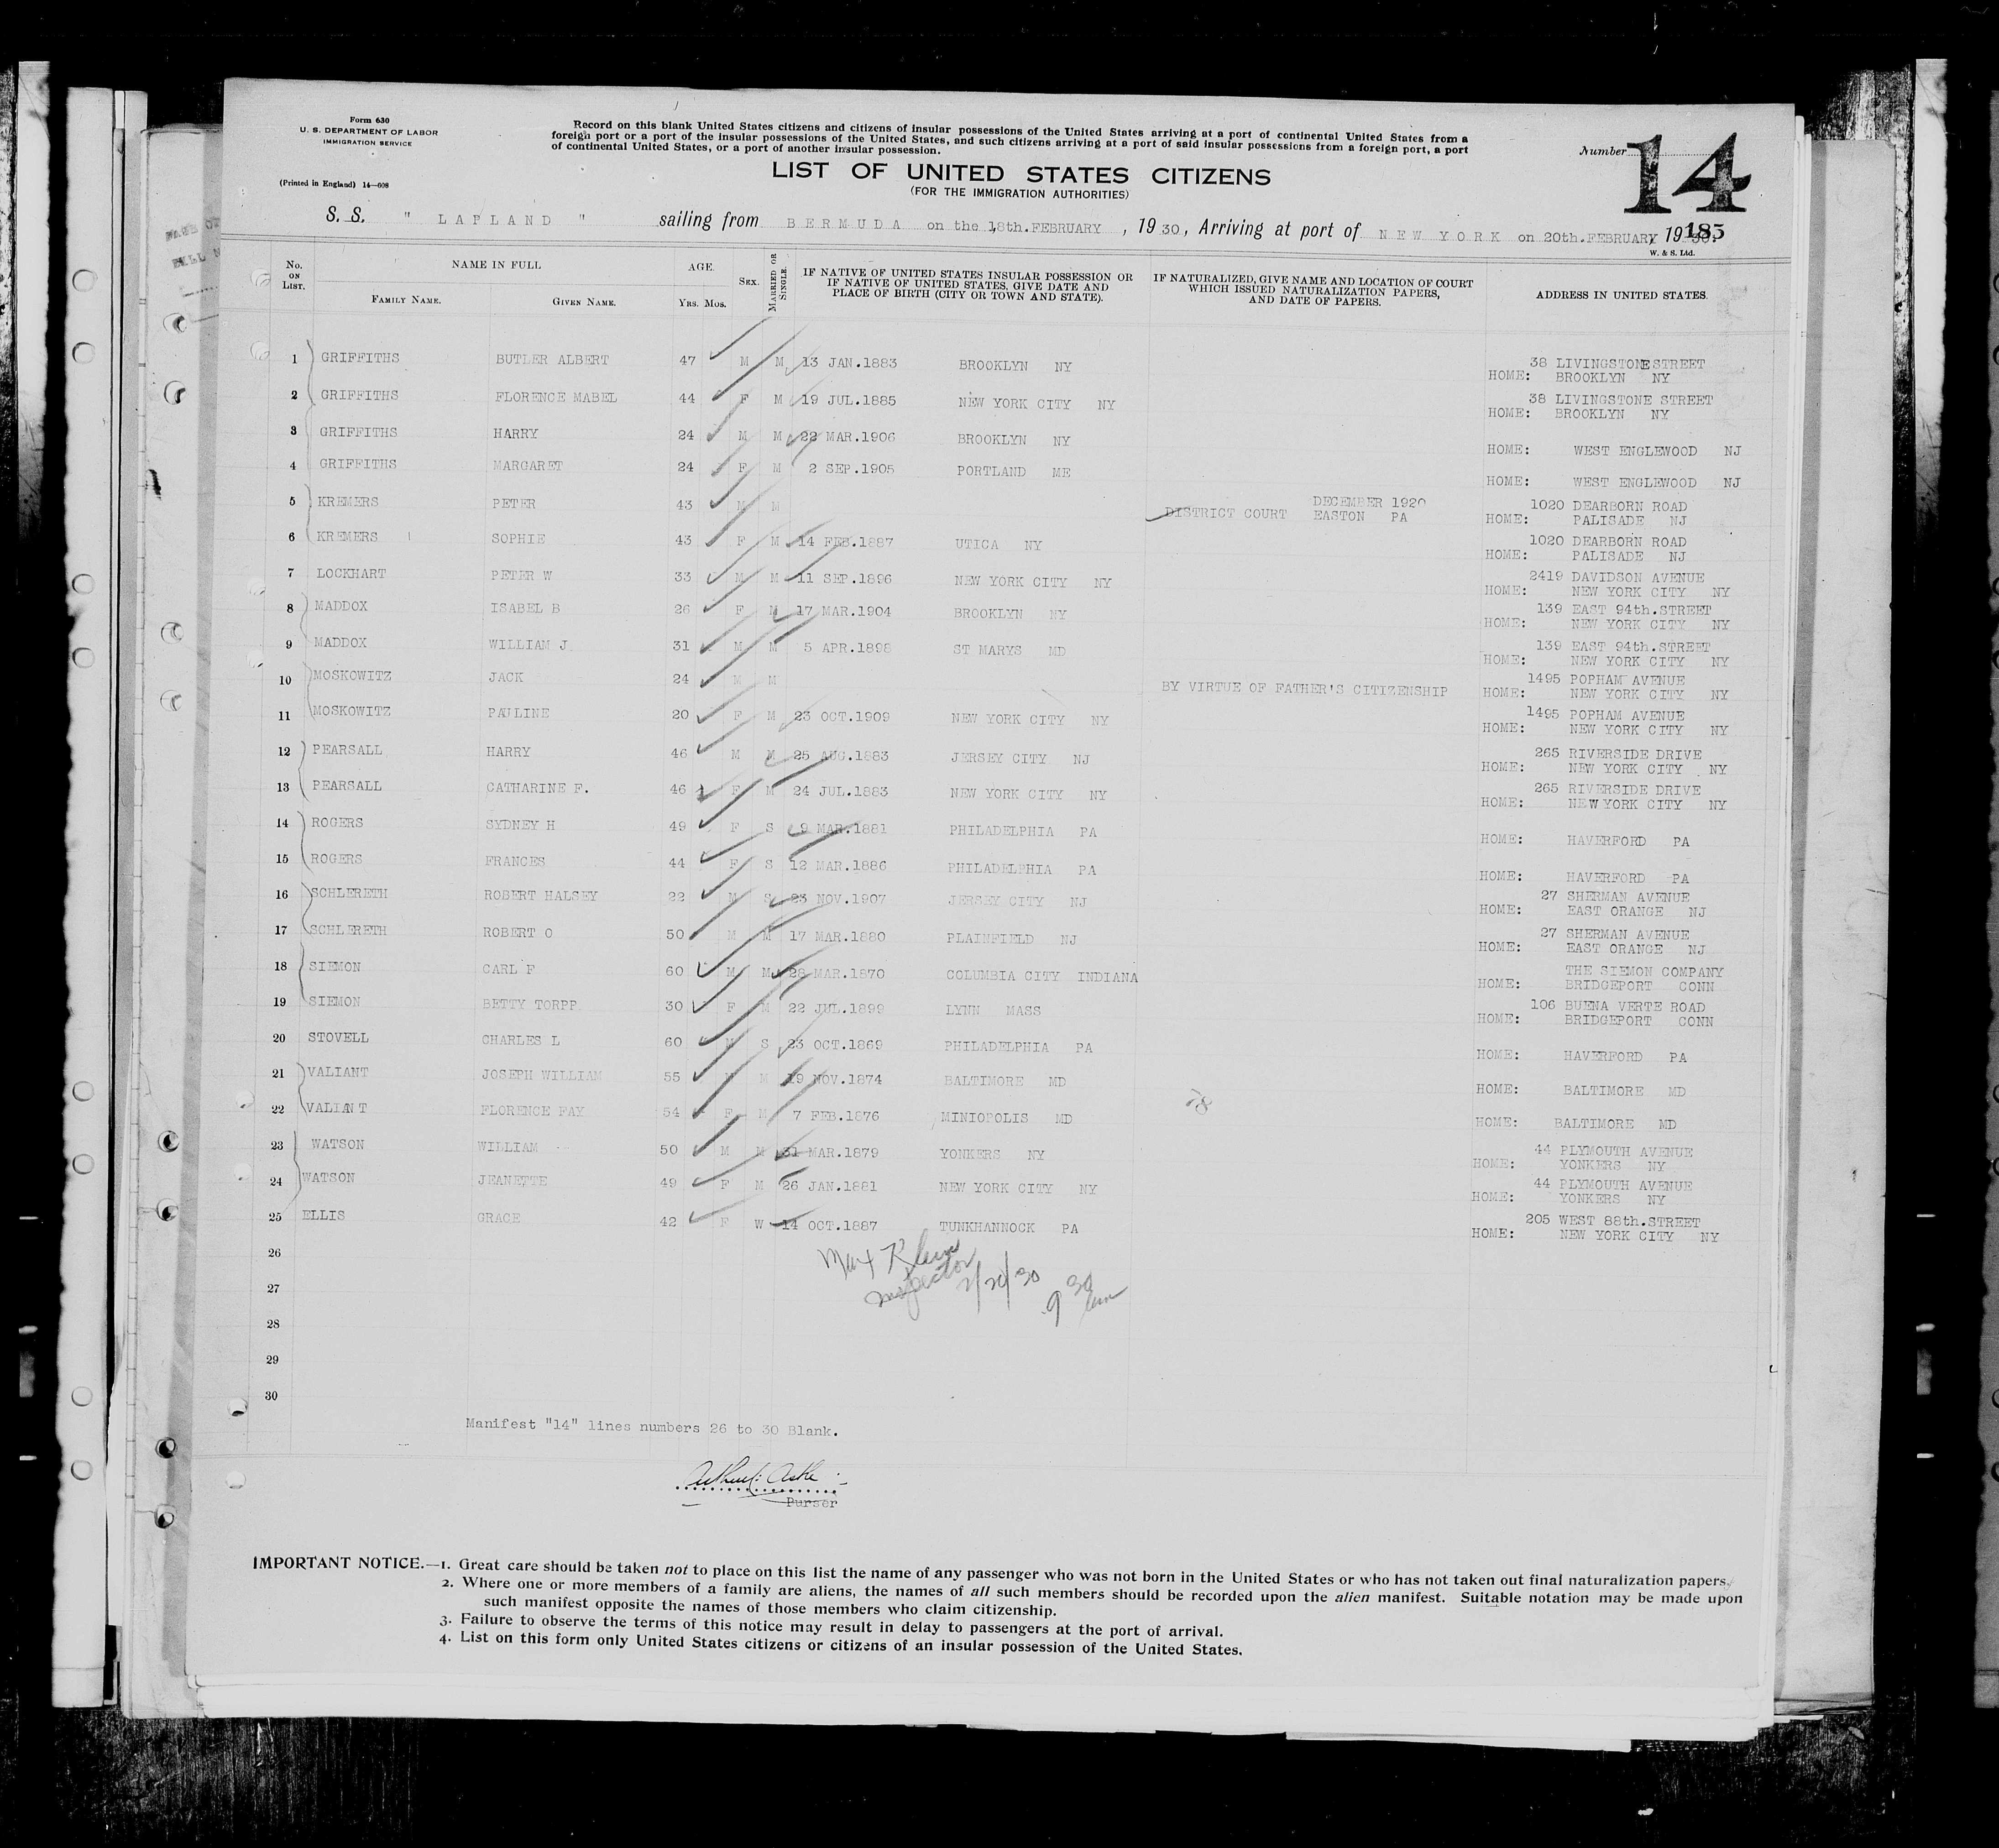 Form 630
U. S. DEPARTMENT OF LABOR
IMMIGRATION SERVICE
(Printed in England) 14—608
Record on this blank United States citizens and citizens of insular possessions of the United States arriving at a port of continental United States from a
foreign port or a port of the insular possessions of the United States, and such citizens arriving at a port of said insular possessions from a foreign port, a port
of continental United States, or a port of another insular possession.
Number 14
LIST OF UNITED STATES CITIZENS
(FOR THE IMMIGRATION AUTHORITIES)
S. S. " LAPLAND " sailing from BERMUDA on the 18th.FEBRUARY , 19 30, Arriving at port of NEW YORK on 20th.FEBRUARY 19
185
W. & S. Ltd.
No. ON LIST. NAME IN FULL AGE. SEX. MARRIED OR SINGLE. IF NATIVE OF UNITED STATES INSULAR POSSESSION OR IF NATIVE OF UNITED STATES, GIVE DATE AND PLACE OF BIRTH (CITY OR TOWN AND STATE). IF NATURALIZED, GIVE NAME AND LOCATION OF COURT WHICH ISSUED NATURALIZATION PAPERS, AND DATE OF PAPERS. ADDRESS IN UNITED STATES.
FAMILY NAME. GIVEN NAME. YRS. MOS.
1 GRIFFITHS BUTLER ALBERT 47 M M 13 JAN.1883 BROOKLYN NY 38 LIVINGSTONE STREET
HOME: BROOKLYN NY
2 GRIFFITHS FLORENCE MABEL 44 F M 19 JUL.1885 NEW YORK CITY NY 38 LIVINGSTONE STREET
HOME: BROOKLYN NY
3 GRIFFITHS HARRY 24 M M 22 MAR.1906 BROOKLYN NY
HOME: WEST ENGLEWOOD NJ
4 GRIFFITHS MARGARET 24 F M 2 SEP.1905 PORTLAND ME
HOME: WEST ENGLEWOOD NJ
5 KREMERS PETER 43 M M DECEMBER 1920 1020 DEARBORN ROAD
DISTRICT COURT EASTON PA HOME: PALISADE NJ
6 KREMERS SOPHIE 43 F M 14 FEB.1887 UTICA NY 1020 DEARBORN ROAD
HOME: PALISADE NJ
7 LOCKHART PETER W 33 M M 11 SEP.1896 NEW YORK CITY NY 2419 DAVIDSON AVENUE
HOME: NEW YORK CITY NY
8 MADDOX ISABEL B 26 F M 17 MAR.1904 BROOKLYN NY 139 EAST 94th.STREET
HOME: NEW YORK CITY NY
9 MADDOX WILLIAM J. 31 M M 5 APR.1898 ST MARYS MD 139 EAST 94th.STREET
HOME: NEW YORK CITY NY
10 MOSKOWITZ JACK 24 M M BY VIRTUE OF FATHER'S CITIZENSHIP 1495 POPHAM AVENUE
HOME: NEW YORK CITY NY
11 MOSKOWITZ PAULINE 20 F M 23 OCT.1909 NEW YORK CITY NY 1495 POPHAM AVENUE
HOME: NEW YORK CITY NY
12 PEARSALL HARRY 46 M M 25 AUG.1883 JERSEY CITY NJ 265 RIVERSIDE DRIVE
HOME: NEW YORK CITY NY
13 PEARSALL CATHARINE F. 46 F M 24 JUL.1883 NEW YORK CITY NY 265 RIVERSIDE DRIVE
HOME: NEW YORK CITY NY
14 ROGERS SYDNEY H 49 F S 9 MAR.1881 PHILADELPHIA PA
HOME: HAVERFORD PA
15 ROGERS FRANCES 44 F S 12 MAR.1886 PHILADELPHIA PA
HOME: HAVERFORD PA
16 SCHLERETH ROBERT HALSEY 22 M S 23 NOV.1907 JERSEY CITY NJ 27 SHERMAN AVENUE
HOME: EAST ORANGE NJ
17 SCHLERETH ROBERT O 50 M M 17 MAR.1880 PLAINFIELD NJ 27 SHERMAN AVENUE
HOME: EAST ORANGE NJ
18 SIEMON CARL F 60 M M 28 MAR.1870 COLUMBIA CITY INDIANA THE SIEMON COMPANY
HOME: BRIDGEPORT CONN
19 SIEMON BETTY TORPP 30 F M 22 JUL.1899 LYNN MASS 106 BUENA VERTE ROAD
HOME: BRIDGEPORT CONN
20 STOVELL CHARLES L 60 M S 23 OCT.1869 PHILADELPHIA PA
HOME: HAVERFORD PA
21 VALIANT JOSEPH WILLIAM 55 M M 19 NOV.1874 BALTIMORE MD
HOME: BALTIMORE MD
22 VALIANT FLORENCE FAY 54 F M 7 FEB.1876 MINIOPOLIS MD
HOME: BALTIMORE MD
23 WATSON WILLIAM 50 M M 31 MAR.1879 YONKERS NY 44 PLYMOUTH AVENUE
HOME: YONKERS NY
24 WATSON JEANETTE 49 F M 26 JAN.1881 NEW YORK CITY NY 44 PLYMOUTH AVENUE
HOME: YONKERS NY
25 ELLIS GRACE 42 F W 14 OCT.1887 TUNKHANNOCK PA 205 WEST 88th.STREET
HOME: NEW YORK CITY NY
26
Max Klein
Inspector 2/20/30 9 30 am
27
28
29
30
Manifest "14" lines numbers 26 to 30 Blank.
Purser
IMPORTANT NOTICE.—1. Great care should be taken not to place on this list the name of any passenger who was not born in the United States or who has not taken out final naturalization papers.
2. Where one or more members of a family are aliens, the names of all such members should be recorded upon the alien manifest. Suitable notation may be made upon
such manifest opposite the names of those members who claim citizenship.
3. Failure to observe the terms of this notice may result in delay to passengers at the port of arrival.
4. List on this form only United States citizens or citizens of an insular possession of the United States.